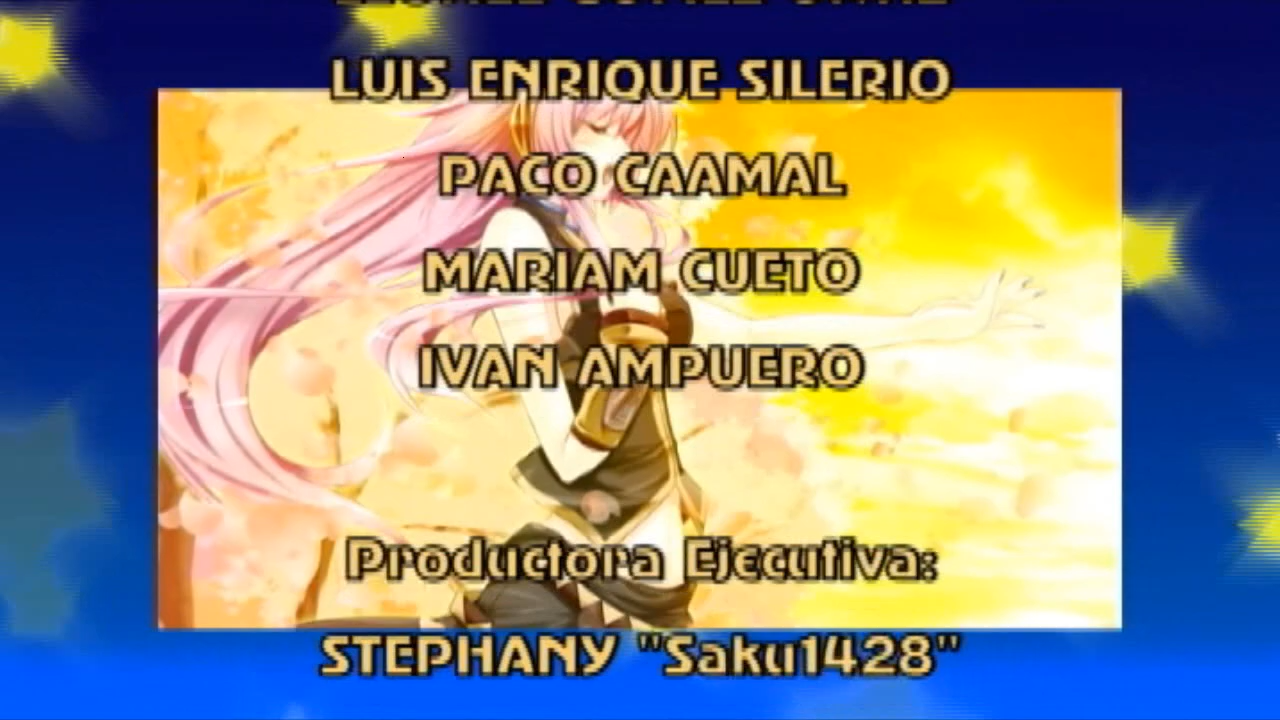 LUIS ENRIQUE SILERIO
PACO CAAMAL
MARIAM CUETO
IVAN AMPUERO
Productora Ejecutiva:
STEPHANY "Saku1428"